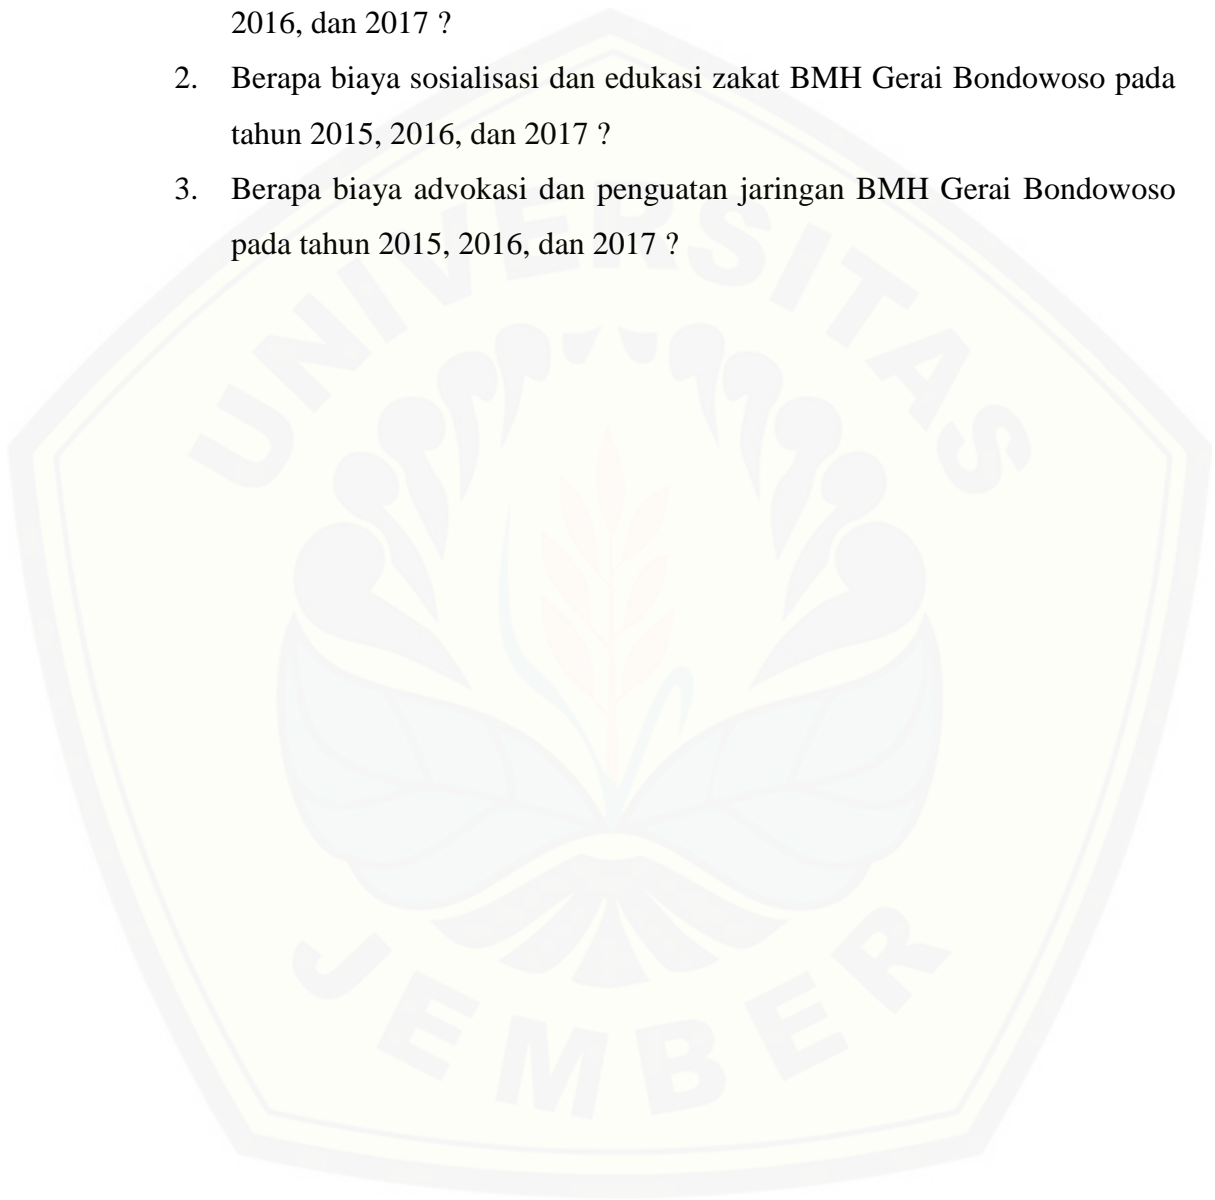 2016, dan 2017 ?
2. Berapa biaya sosialisasi dan edukasi zakat BMH Gerai Bondowoso pada
tahun 2015, 2016, dan 2017 ?
3. Berapa biaya advokasi dan penguatan jaringan BMH Gerai Bondowoso
pada tahun 2015, 2016, dan 2017 ?
UNIVERSITAS
JEMBER